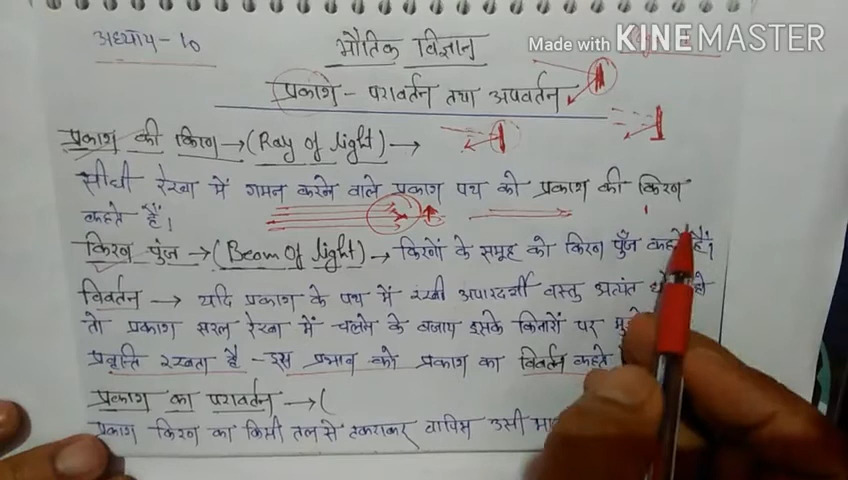 Made with KINEMASTER
अध्याय - 10
भौतिक विज्ञान
प्रकाश - परावर्तन तथा अपवर्तन
प्रकाश की किरण → (Ray of light) →
सीधी रेखा में गमन करने वाले प्रकाश पथ को प्रकाश की किरण
कहते हैं।
किरण पुंज → (Beam of light) → किरणों के समूह को किरण पुँज कहते हैं।
विवर्तन → यदि प्रकाश के पथ में रखी अपारदर्शी वस्तु अत्यंत
तो प्रकाश सरल रेखा में चलने के बजाय इसके किनारों पर
प्रवृत्ति रखता है - इस प्रभाव को प्रकाश का विवर्तन कहते
प्रकाश का परावर्तन → (
प्रकाश किरण का किसी तल से टकराकर वापिस उसी